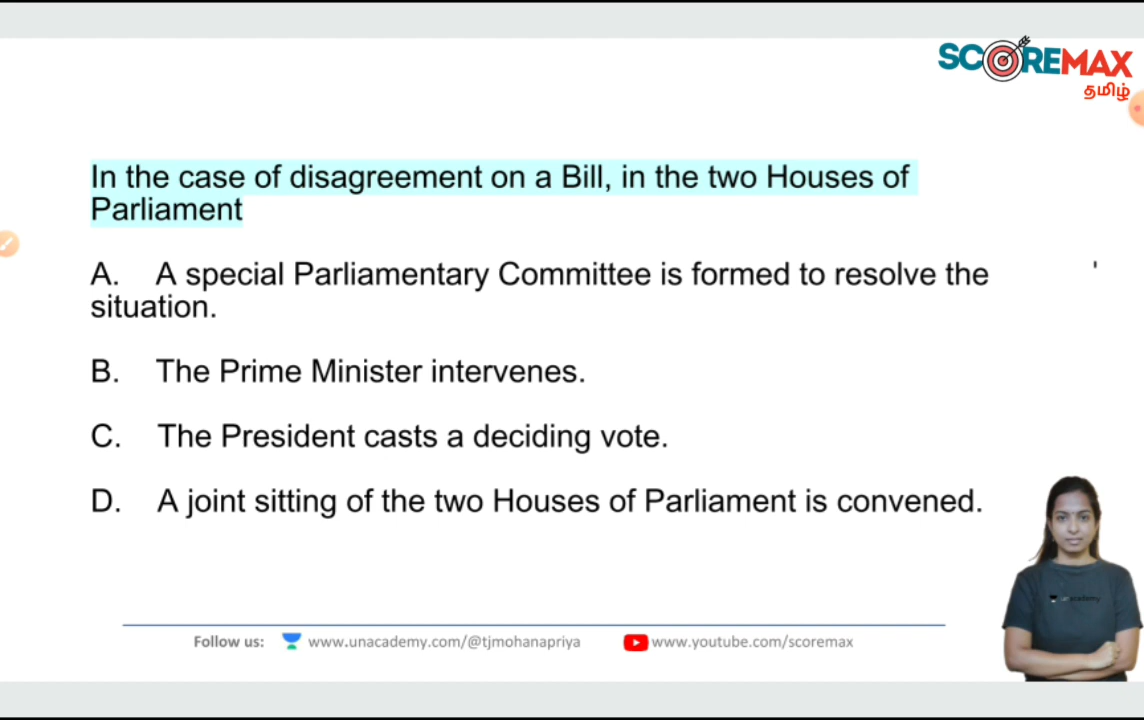 SCOREMAX
தமிழ்
In the case of disagreement on a Bill, in the two Houses of
Parliament
A. A special Parliamentary Committee is formed to resolve the
situation.
B. The Prime Minister intervenes.
C. The President casts a deciding vote.
D. A joint sitting of the two Houses of Parliament is convened.
unacademy
Follow us: www.unacademy.com/@tjmohanapriya www.youtube.com/scoremax